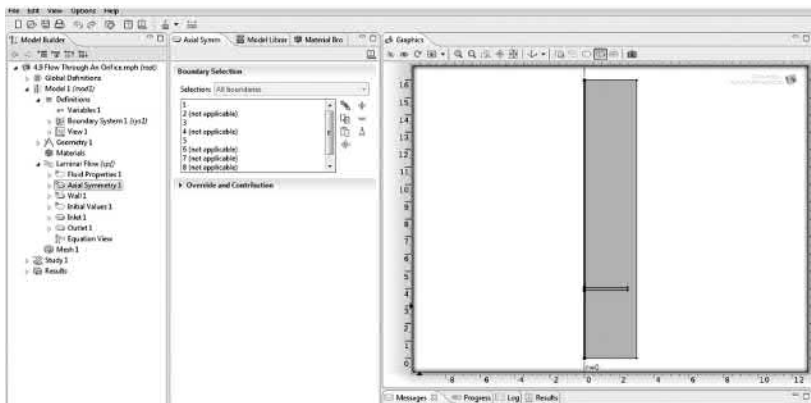 File Edit View Options Help
Model Builder
4.9 Flow Through An Orifice.mph (root)
Global Definitions
Model 1 (mod1)
Definitions
Variables 1
Boundary System 1 (sys1)
View 1
Geometry 1
Materials
Laminar Flow (spf)
Fluid Properties 1
Axial Symmetry 1
Wall 1
Initial Values 1
Inlet 1
Outlet 1
Equation View
Mesh 1
Study 1
Results
Axial Symm Model Librar Material Bro
Boundary Selection
Selection: All boundaries
1
2 (not applicable)
3
4 (not applicable)
5
6 (not applicable)
7 (not applicable)
8 (not applicable)
Override and Contribution
Graphics
16
15
14
13
12
11
10
9
8
7
6
5
4
3
2
1
0
r=0
-8 -6 -4 -2 0 2 4 6 8 10 12
Messages Progress Log Results